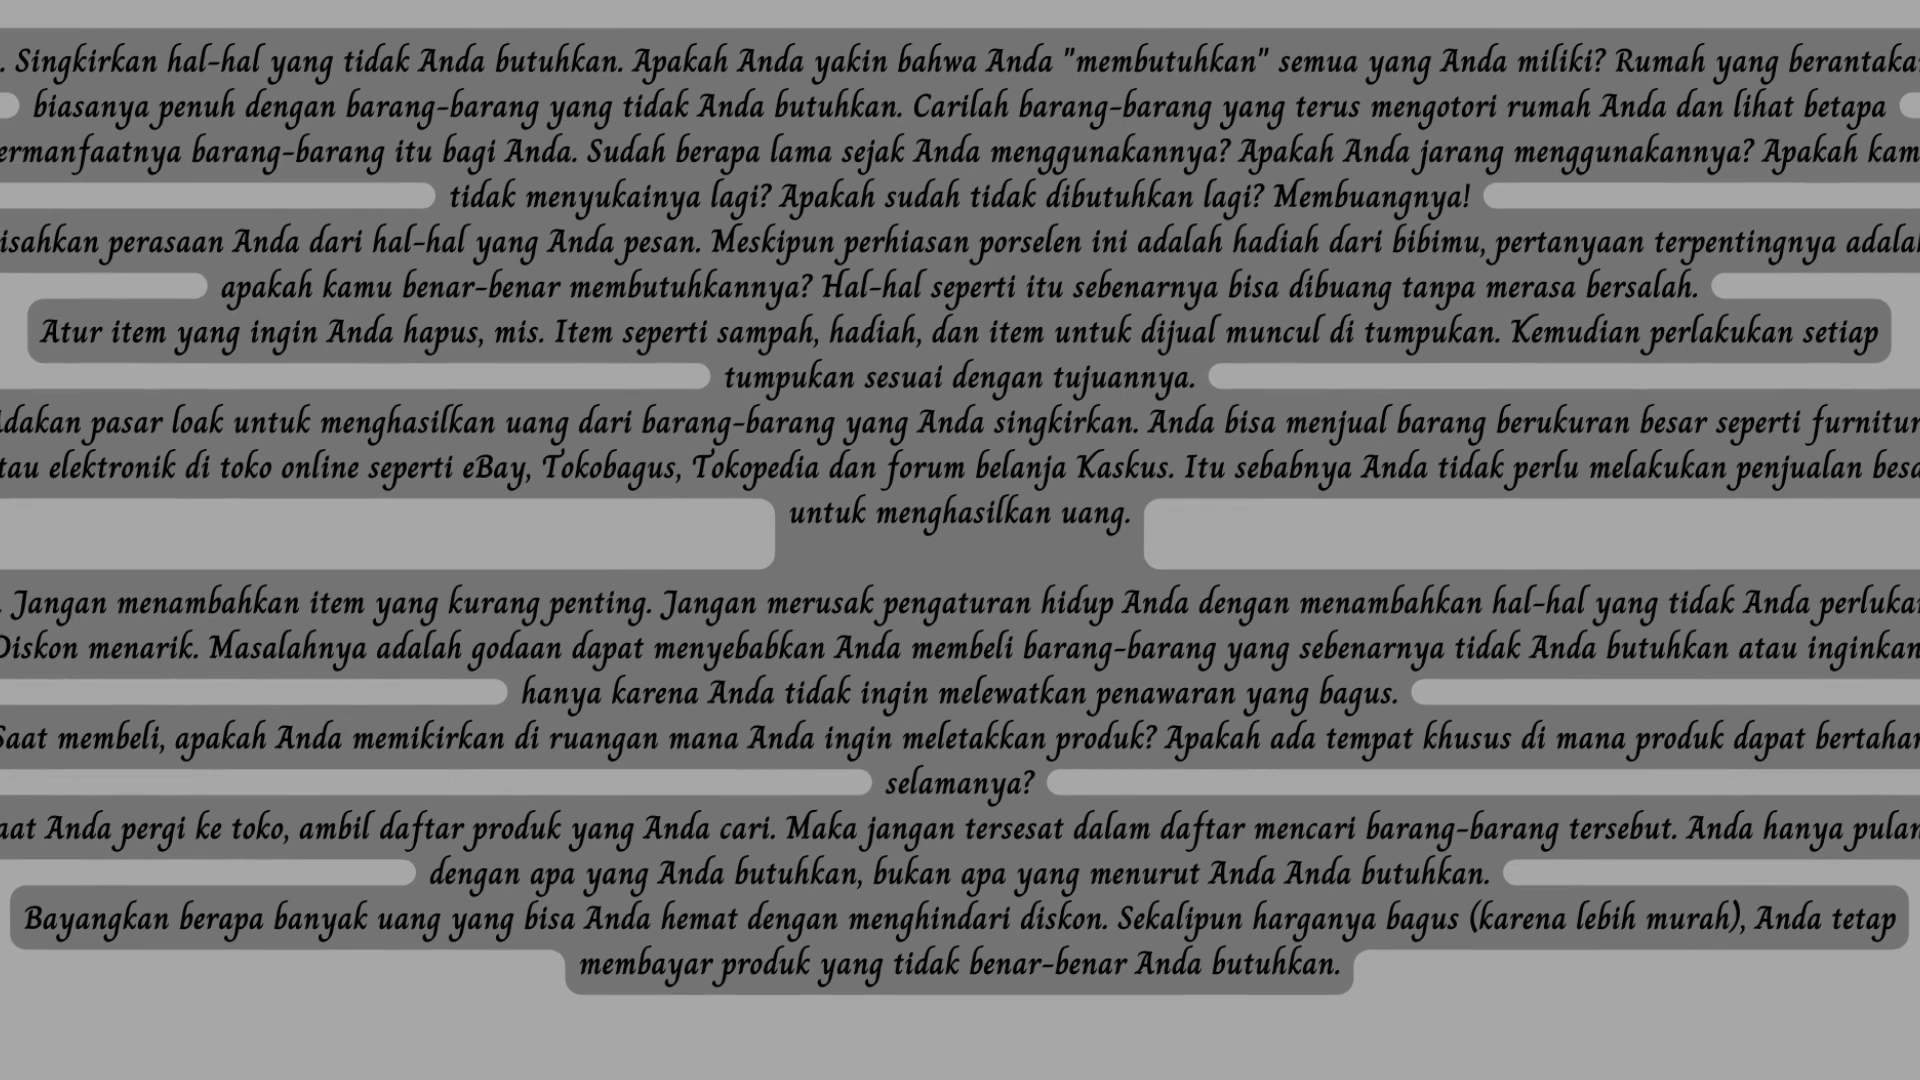 . Singkirkan hal-hal yang tidak Anda butuhkan. Apakah Anda yakin bahwa Anda "membutuhkan" semua yang Anda miliki? Rumah yang berantaka
biasanya penuh dengan barang-barang yang tidak Anda butuhkan. Carilah barang-barang yang terus mengotori rumah Anda dan lihat betapa
ermanfaatnya barang-barang itu bagi Anda. Sudah berapa lama sejak Anda menggunakannya? Apakah Anda jarang menggunakannya? Apakah kam
tidak menyukainya lagi? Apakah sudah tidak dibutuhkan lagi? Membuangnya!
isahkan perasaan Anda dari hal-hal yang Anda pesan. Meskipun perhiasan porselen ini adalah hadiah dari bibimu, pertanyaan terpentingnya adala
apakah kamu benar-benar membutuhkannya? Hal-hal seperti itu sebenarnya bisa dibuang tanpa merasa bersalah.
Atur item yang ingin Anda hapus, mis. Item seperti sampah, hadiah, dan item untuk dijual muncul di tumpukan. Kemudian perlakukan setiap
tumpukan sesuai dengan tujuannya.
Adakan pasar loak untuk menghasilkan uang dari barang-barang yang Anda singkirkan. Anda bisa menjual barang berukuran besar seperti furnitur
tau elektronik di toko online seperti eBay, Tokobagus, Tokopedia dan forum belanja Kaskus. Itu sebabnya Anda tidak perlu melakukan penjualan besa
untuk menghasilkan uang.
. Jangan menambahkan item yang kurang penting. Jangan merusak pengaturan hidup Anda dengan menambahkan hal-hal yang tidak Anda perlukan
Diskon menarik. Masalahnya adalah godaan dapat menyebabkan Anda membeli barang-barang yang sebenarnya tidak Anda butuhkan atau inginkan
hanya karena Anda tidak ingin melewatkan penawaran yang bagus.
Saat membeli, apakah Anda memikirkan di ruangan mana Anda ingin meletakkan produk? Apakah ada tempat khusus di mana produk dapat bertahan
selamanya?
aat Anda pergi ke toko, ambil daftar produk yang Anda cari. Maka jangan tersesat dalam daftar mencari barang-barang tersebut. Anda hanya pulan
dengan apa yang Anda butuhkan, bukan apa yang menurut Anda Anda butuhkan.
Bayangkan berapa banyak uang yang bisa Anda hemat dengan menghindari diskon. Sekalipun harganya bagus (karena lebih murah), Anda tetap
membayar produk yang tidak benar-benar Anda butuhkan.